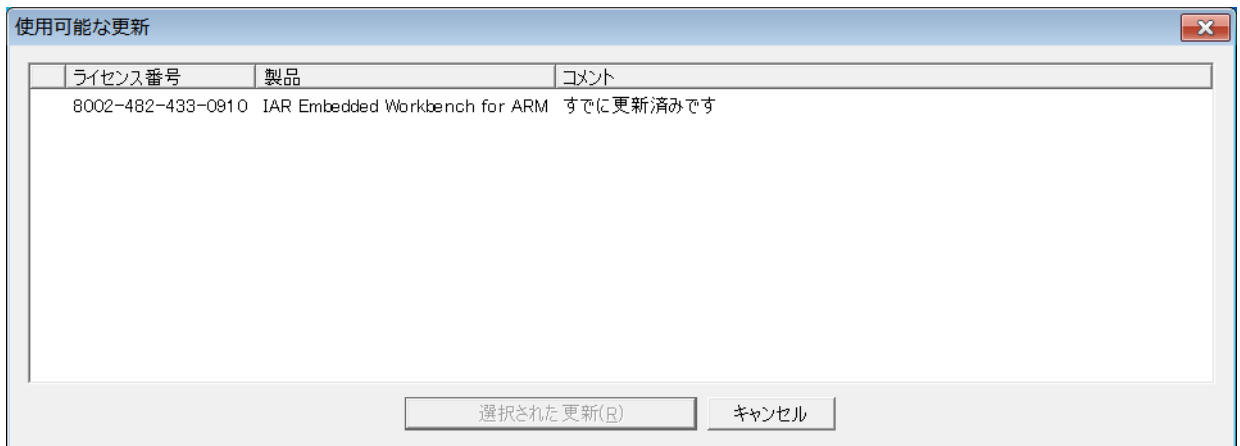 使用可能な更新
ライセンス番号 製品 コメント
8002-482-433-0910 IAR Embedded Workbench for ARM すでに更新済みです
選択された更新(R) キャンセル